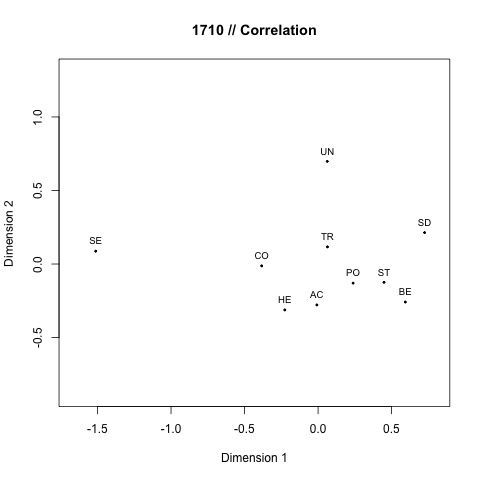 1710 // Correlation
UN
SD
SE
TR
CO
PO
ST
HE
AC
BE
Dimension 2
1.0
0.5
0.0
-0.5
-1.5
-1.0
-0.5
0.0
0.5
Dimension 1